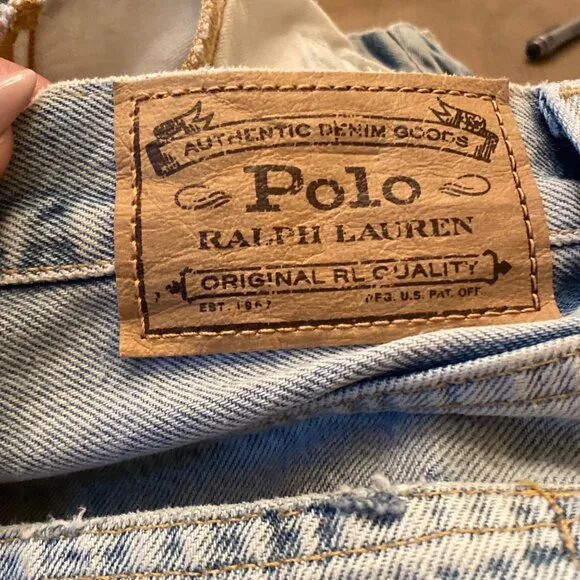 AUTHENTIC DENIM GOODS
Polo
RALPH LAUREN
ORIGINAL RL QUALITY
EST. 1967 REG. U.S. PAT. OFF